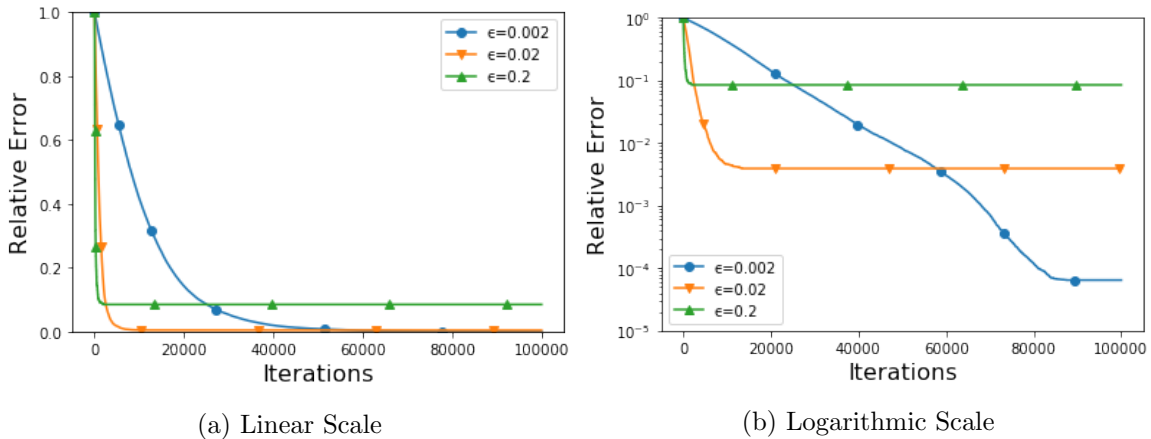 1.0
0.8
0.6
0.4
0.2
0.0
Relative Error
0
20000
40000
60000
80000
100000
Iterations
ϵ=0.002
ϵ=0.02
ϵ=0.2
(a) Linear Scale
10⁰
10⁻¹
10⁻²
10⁻³
10⁻⁴
10⁻⁵
Relative Error
ϵ=0.002
ϵ=0.02
ϵ=0.2
0
20000
40000
60000
80000
100000
Iterations
(b) Logarithmic Scale